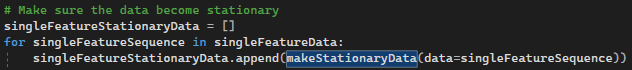 # Make sure the data become stationary
singleFeatureStationaryData = []
for singleFeatureSequence in singleFeatureData:
    singleFeatureStationaryData.append(makeStationaryData(data=singleFeatureSequence))